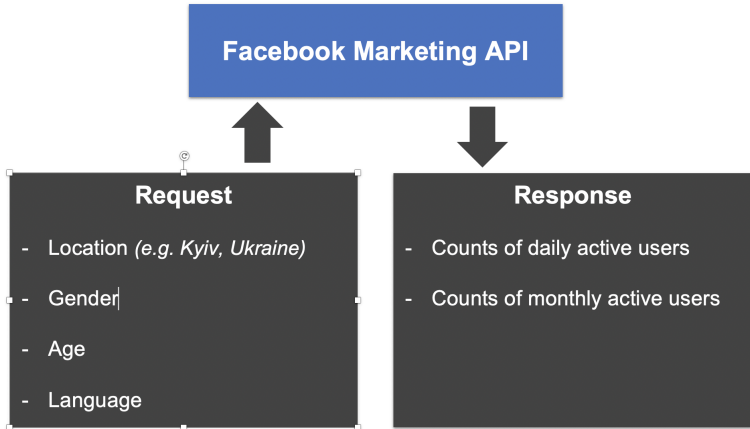 Facebook Marketing API
Request
- Location (e.g. Kyiv, Ukraine)
- Gender
- Age
- Language
Response
- Counts of daily active users
- Counts of monthly active users